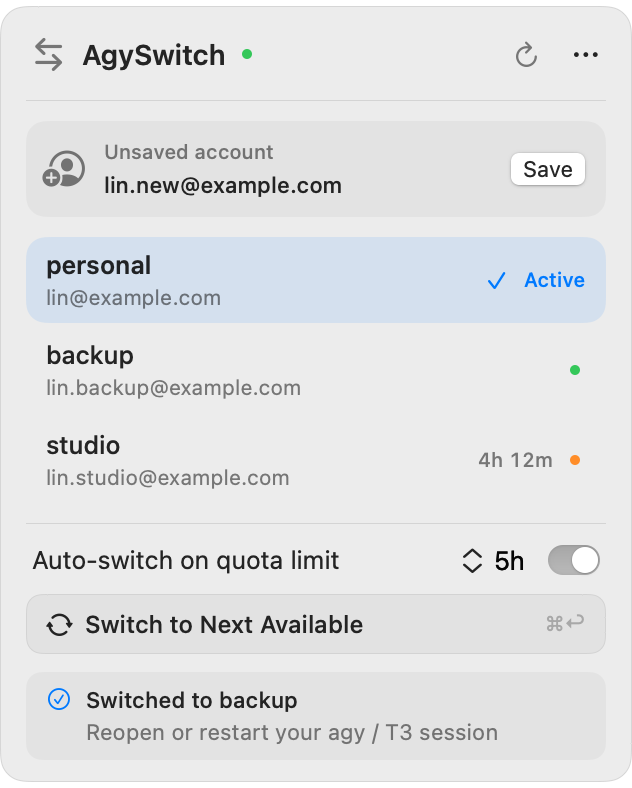 AgySwitch
Unsaved account
lin.new@example.com
Save
personal
lin@example.com
Active
backup
lin.backup@example.com
studio
lin.studio@example.com
4h 12m
Auto-switch on quota limit
5h
Switch to Next Available
⌘↩
Switched to backup
Reopen or restart your agy / T3 session